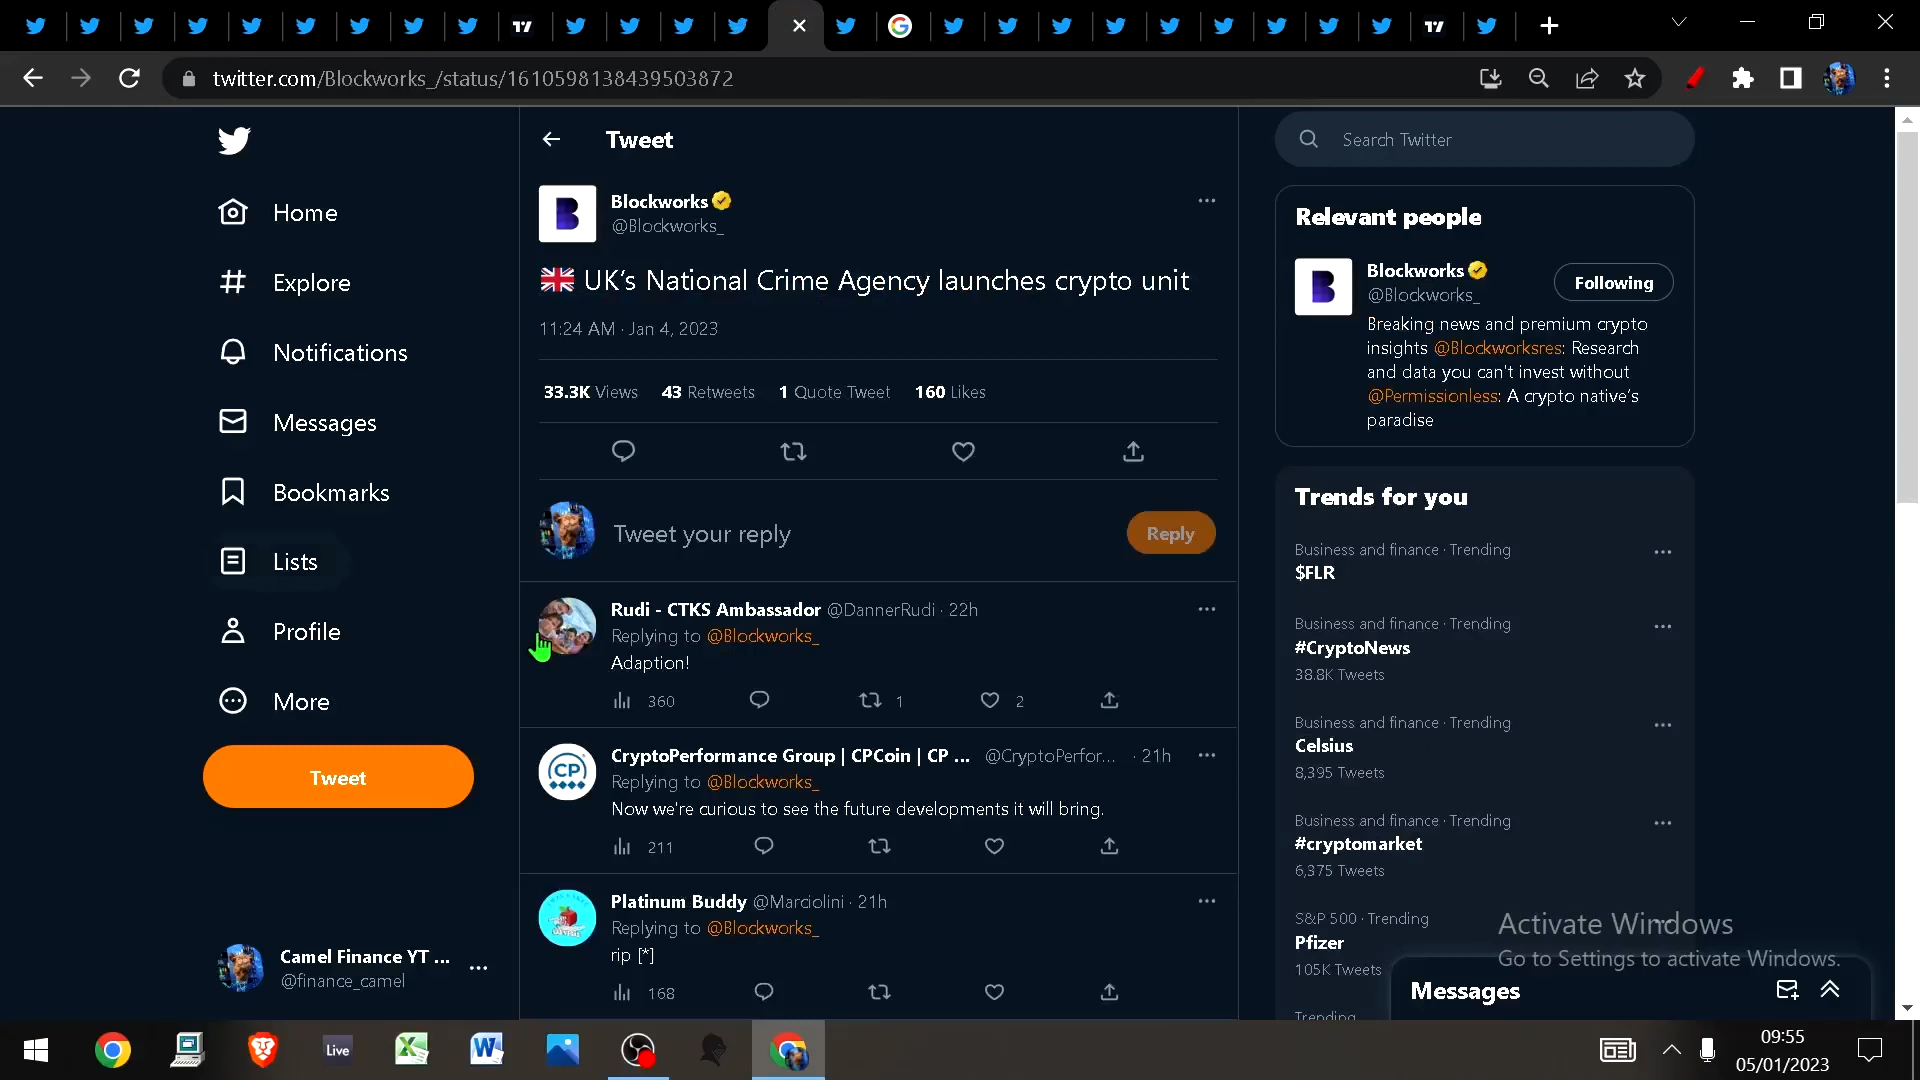 twitter.com/Blockworks_/status/1610598138439503872
Home
Explore
Notifications
Messages
Bookmarks
Lists
Profile
More
Tweet
Camel Finance YT ...
@finance_camel
Tweet
Blockworks
@Blockworks_
UK’s National Crime Agency launches crypto unit
11:24 AM · Jan 4, 2023
33.3K Views 43 Retweets 1 Quote Tweet 160 Likes
Tweet your reply
Reply
Rudi - CTKS Ambassador @DannerRudi · 22h
Replying to @Blockworks_
Adaption!
360 1 2
CryptoPerformance Group | CPCoin | CP ... @CryptoPerfor... · 21h
Replying to @Blockworks_
Now we're curious to see the future developments it will bring.
211
Platinum Buddy @Marciolini · 21h
Replying to @Blockworks_
rip [*]
168
Search Twitter
Relevant people
Blockworks
@Blockworks_
Following
Breaking news and premium crypto
insights @Blockworksres: Research
and data you can't invest without
@Permissionless: A crypto native’s
paradise
Trends for you
Business and finance · Trending
$FLR
Business and finance · Trending
#CryptoNews
38.8K Tweets
Business and finance · Trending
Celsius
8,395 Tweets
Business and finance · Trending
#cryptomarket
6,375 Tweets
S&P 500 · Trending
Pfizer
105K Tweets
Trending
Activate Windows
Go to Settings to activate Windows.
Messages
CP
Live
09:55
05/01/2023